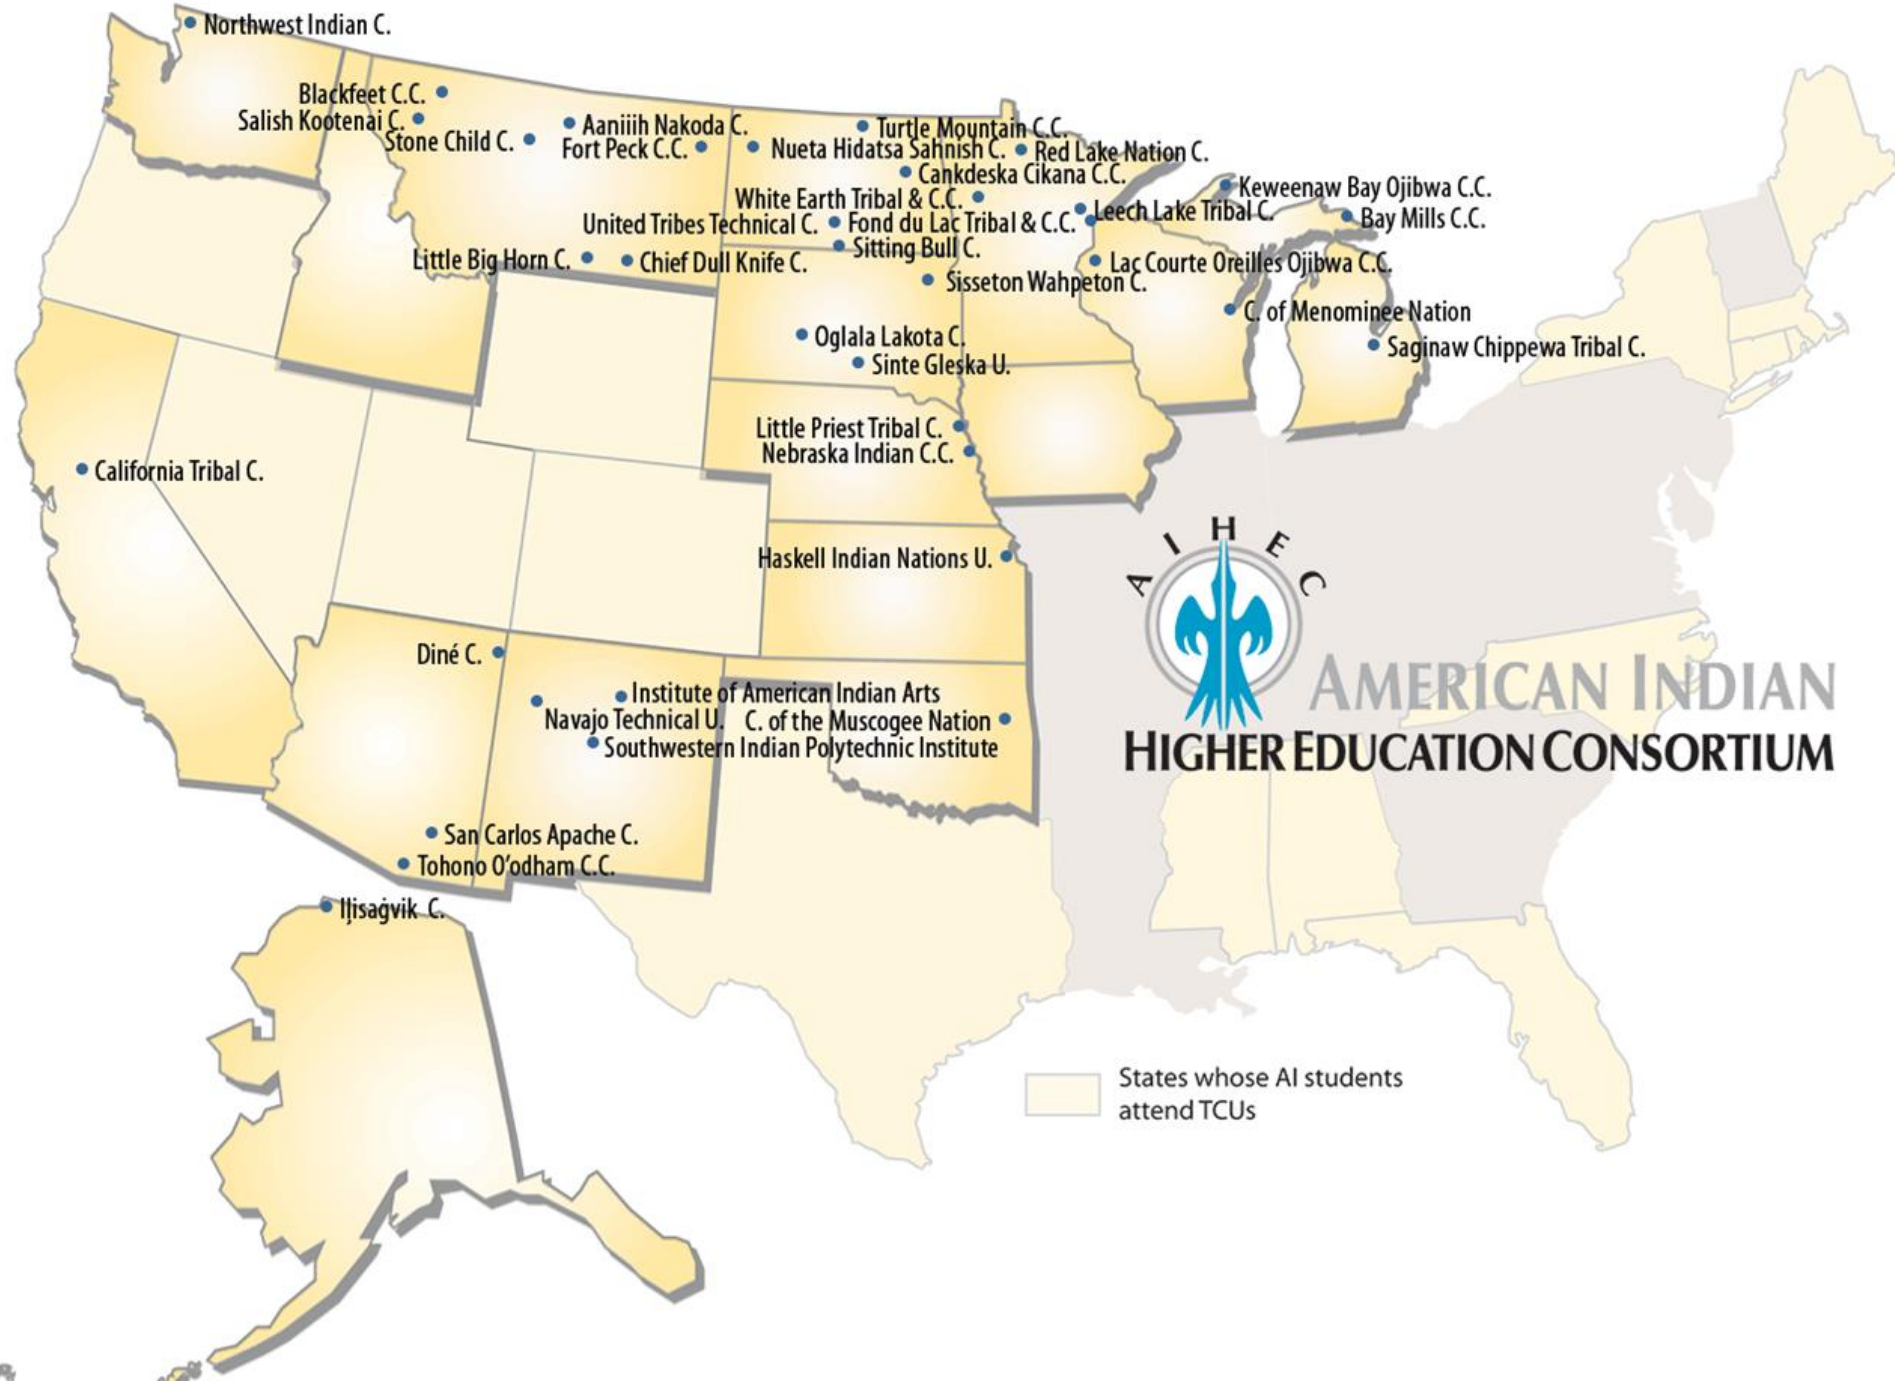 Northwest Indian C.
Blackfeet C.C.
Salish Kootenai C.
Stone Child C.
Aaniiih Nakoda C.
Fort Peck C.C.
Turtle Mountain C.C.
Nueta Hidatsa Sahnish C.
Red Lake Nation C.
Cankdeska Cikana C.C.
White Earth Tribal & C.C.
United Tribes Technical C.
Fond du Lac Tribal & C.C.
Leech Lake Tribal C.
Keweenaw Bay Ojibwa C.C.
Bay Mills C.C.
Sitting Bull C.
Little Big Horn C.
Chief Dull Knife C.
Lac Courte Oreilles Ojibwa C.C.
Sisseton Wahpeton C.
C. of Menominee Nation
Oglala Lakota C.
Saginaw Chippewa Tribal C.
Sinte Gleska U.
Little Priest Tribal C.
Nebraska Indian C.C.
California Tribal C.
Haskell Indian Nations U.
A I H E C
AMERICAN INDIAN
HIGHER EDUCATION CONSORTIUM
Diné C.
Institute of American Indian Arts
Navajo Technical U.
C. of the Muscogee Nation
Southwestern Indian Polytechnic Institute
San Carlos Apache C.
Tohono O'odham C.C.
Iḷisaġvik C.
States whose AI students
attend TCUs